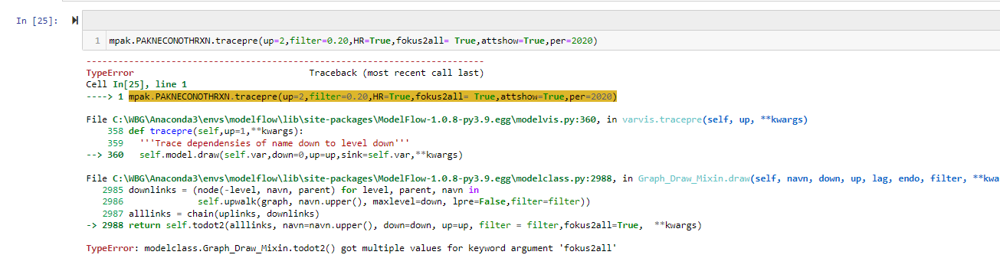 In [25]:
1 mpak.PAKNECONOTHRXN.tracepre(up=2,filter=0.20,HR=True,fokus2all= True,attshow=True,per=2020)
---------------------------------------------------------------------------
TypeError                                 Traceback (most recent call last)
Cell In[25], line 1
----> 1 mpak.PAKNECONOTHRXN.tracepre(up=2,filter=0.20,HR=True,fokus2all= True,attshow=True,per=2020)
File C:\WBG\Anaconda3\envs\modelflow\lib\site-packages\ModelFlow-1.0.8-py3.9.egg\modelvis.py:360, in varvis.tracepre(self, up, **kwargs)
358 def tracepre(self,up=1,**kwargs):
359   '''Trace dependensies of name down to level down'''
--> 360   self.model.draw(self.var,down=0,up=up,sink=self.var,**kwargs)
File C:\WBG\Anaconda3\envs\modelflow\lib\site-packages\ModelFlow-1.0.8-py3.9.egg\modelclass.py:2988, in Graph_Draw_Mixin.draw(self, navn, down, up, lag, endo, filter, **kwa
2985 downlinks = (node(-level, navn, parent) for level, parent, navn in
2986              self.upwalk(graph, navn.upper(), maxlevel=down, lpre=False,filter=filter))
2987 alllinks = chain(uplinks, downlinks)
-> 2988 return self.todot2(alllinks, navn=navn.upper(), down=down, up=up, filter = filter,fokus2all=True,  **kwargs)
TypeError: modelclass.Graph_Draw_Mixin.todot2() got multiple values for keyword argument 'fokus2all'